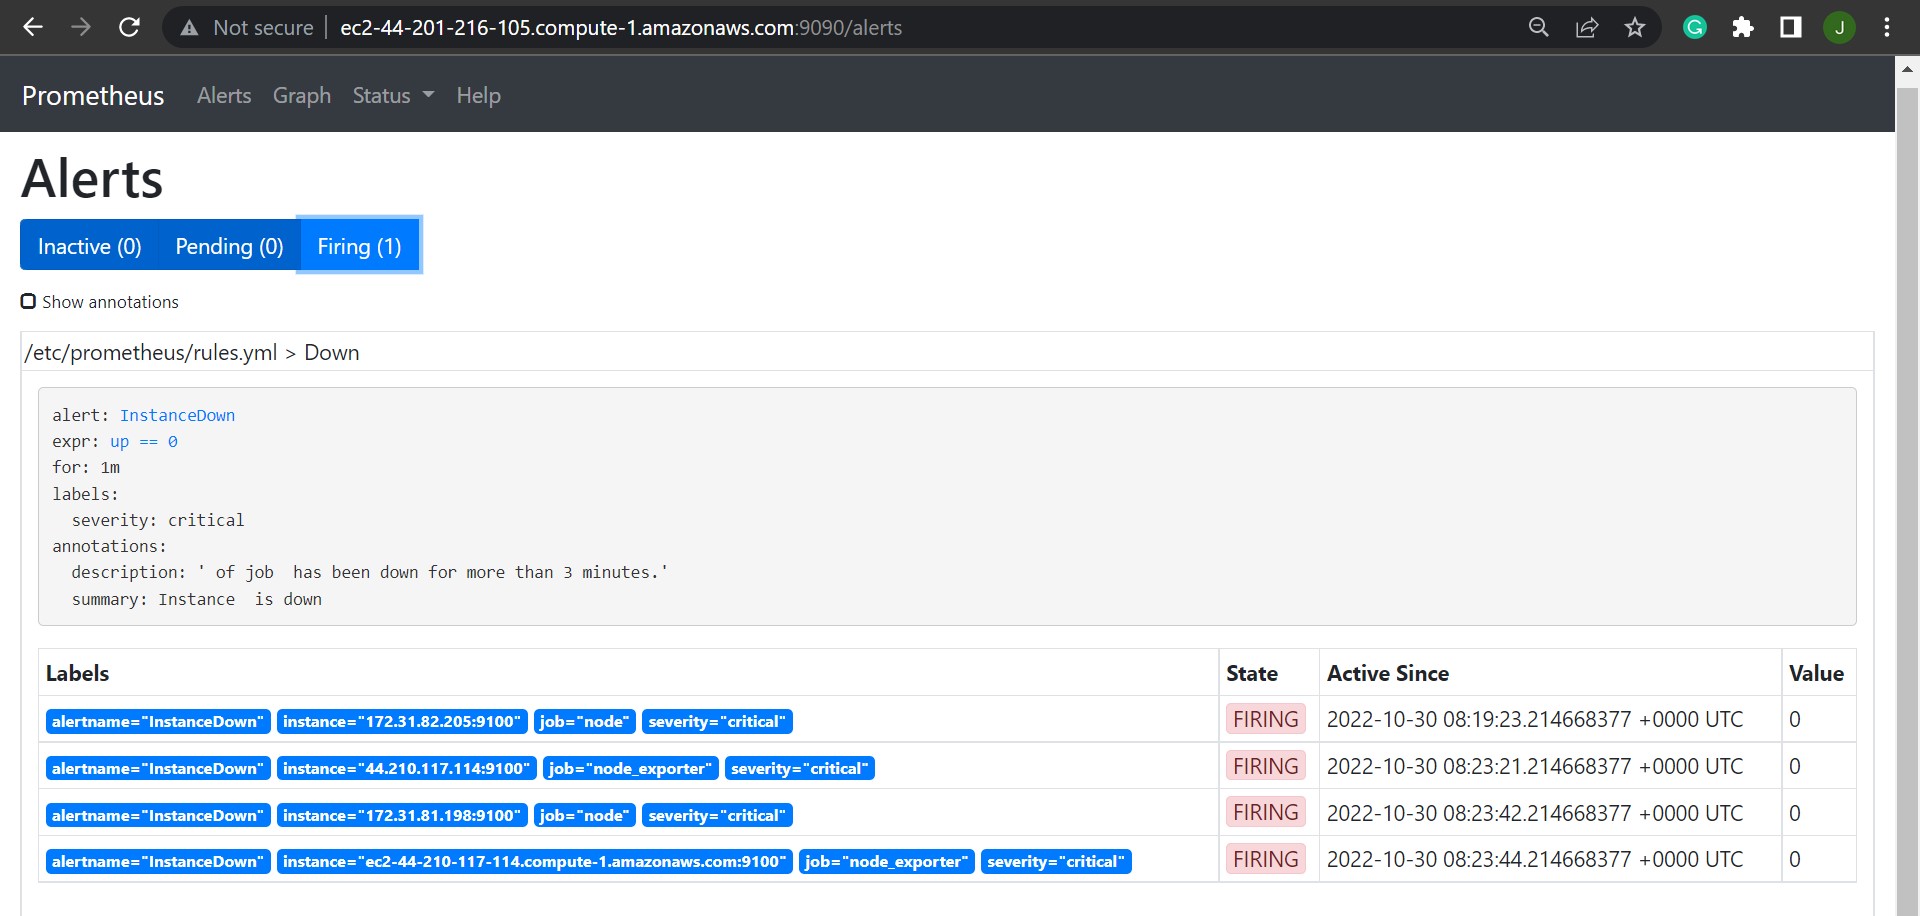 Not secure | ec2-44-201-216-105.compute-1.amazonaws.com:9090/alerts G J
Prometheus Alerts Graph Status Help
Alerts
Inactive (0) Pending (0) Firing (1)
Show annotations
/etc/prometheus/rules.yml > Down
alert: InstanceDown
expr: up == 0
for: 1m
labels:
  severity: critical
annotations:
  description: ' of job  has been down for more than 3 minutes.'
  summary: Instance  is down
Labels State Active Since Value
alertname="InstanceDown" instance="172.31.82.205:9100" job="node" severity="critical" FIRING 2022-10-30 08:19:23.214668377 +0000 UTC 0
alertname="InstanceDown" instance="44.210.117.114:9100" job="node_exporter" severity="critical" FIRING 2022-10-30 08:23:21.214668377 +0000 UTC 0
alertname="InstanceDown" instance="172.31.81.198:9100" job="node" severity="critical" FIRING 2022-10-30 08:23:42.214668377 +0000 UTC 0
alertname="InstanceDown" instance="ec2-44-210-117-114.compute-1.amazonaws.com:9100" job="node_exporter" severity="critical" FIRING 2022-10-30 08:23:44.214668377 +0000 UTC 0